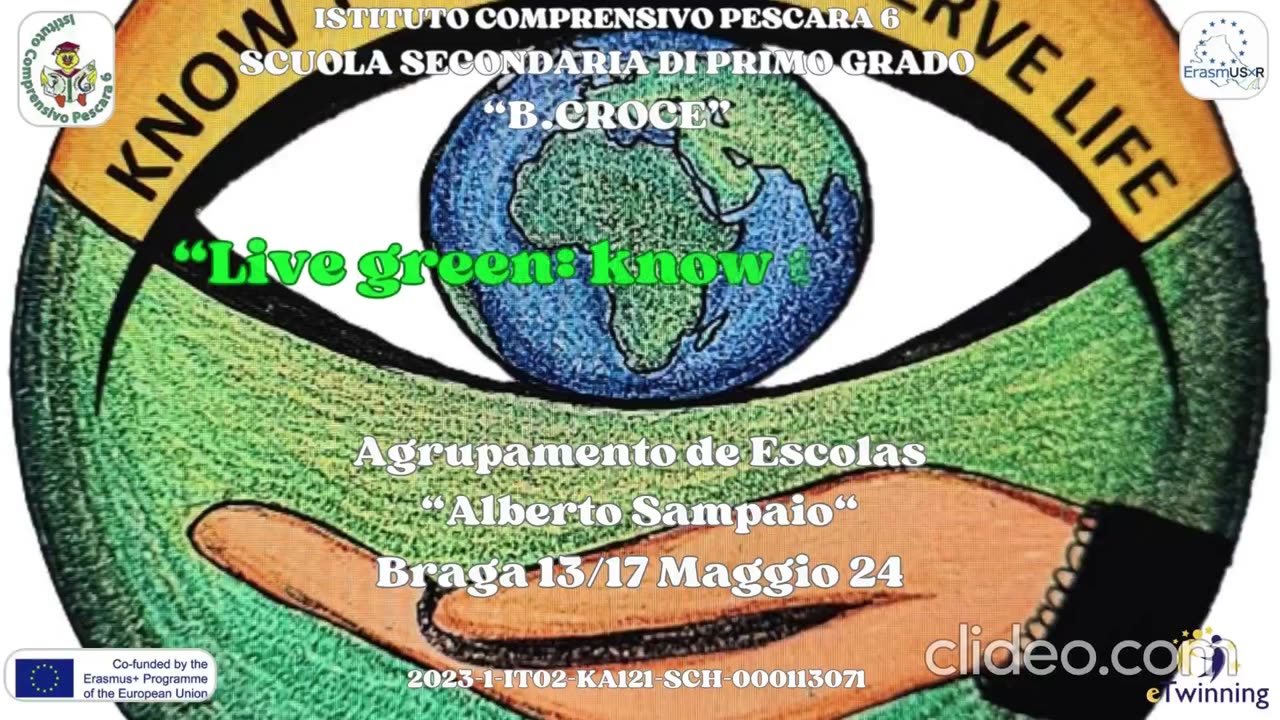 ISTITUTO COMPRENSIVO PESCARA 6
SCUOLA SECONDARIA DI PRIMO GRADO
“B.CROCE”
Istituto Comprensivo Pescara 6
ErasmUS×R
KNOW
ERVE LIFE
“Live green: know
Agrupamento de Escolas
“Alberto Sampaio“
Braga 13/17 Maggio 24
2023-1-IT02-KA121-SCH-000113071
Co-funded by the
Erasmus+ Programme
of the European Union
clideo.com
eTwinning